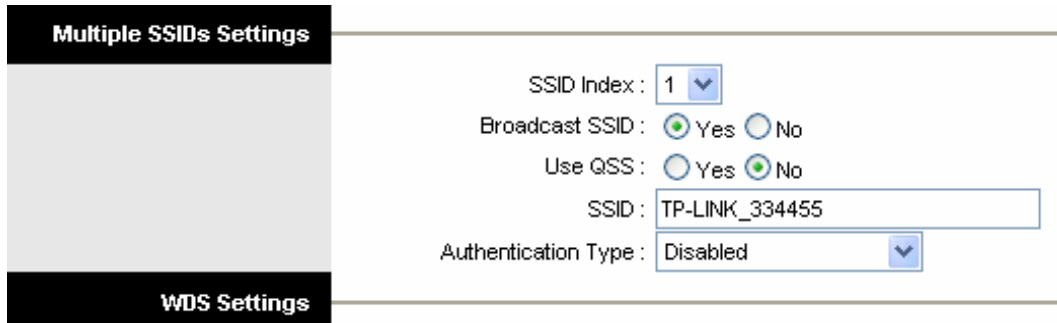 Multiple SSIDs Settings
SSID Index : 1
Broadcast SSID : Yes No
Use QSS : Yes No
SSID : TP-LINK_334455
Authentication Type : Disabled
WDS Settings